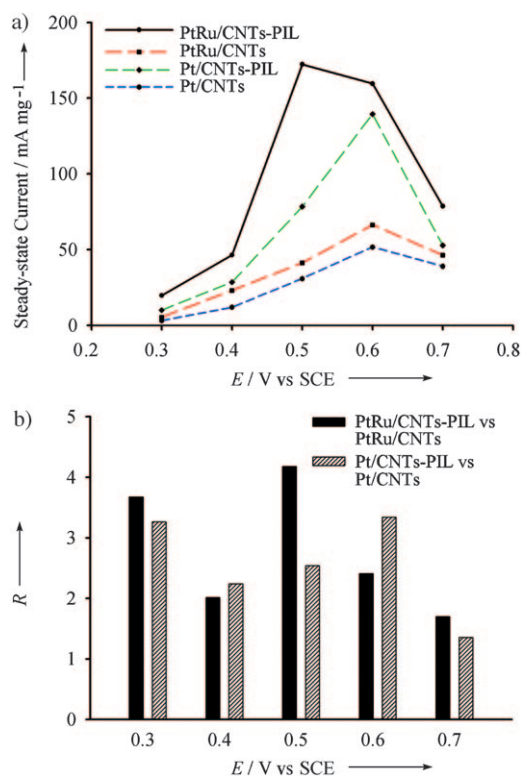 a)
200
150
100
50
0
Steady-state Current / mA mg⁻¹
PtRu/CNTs-PIL
PtRu/CNTs
Pt/CNTs-PIL
Pt/CNTs
0.2 0.3 0.4 0.5 0.6 0.7 0.8
E / V vs SCE
b)
5
4
3
2
1
0
R
PtRu/CNTs-PIL vs
PtRu/CNTs
Pt/CNTs-PIL vs
Pt/CNTs
0.3 0.4 0.5 0.6 0.7
E / V vs SCE